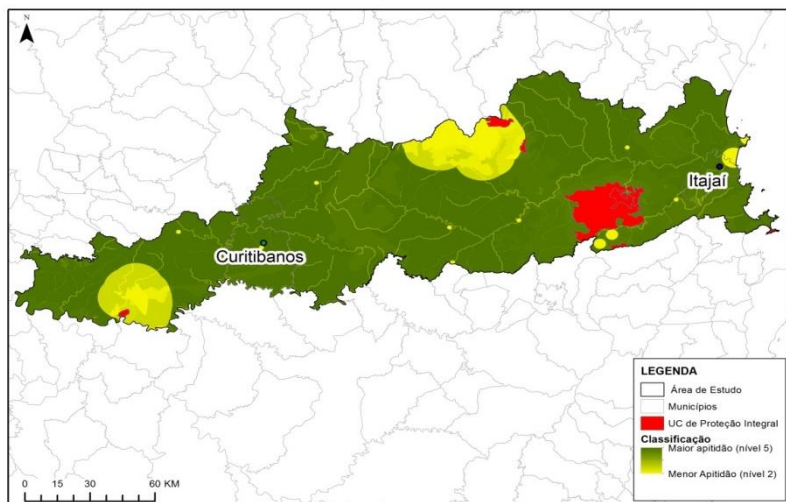 N
Itajaí
Curitibanos
LEGENDA
Área de Estudo
Municípios
UC de Proteção Integral
Classificação
Maior apitidão (nível 5)
Menor Apitidão (nível 2)
0 15 30 60 KM